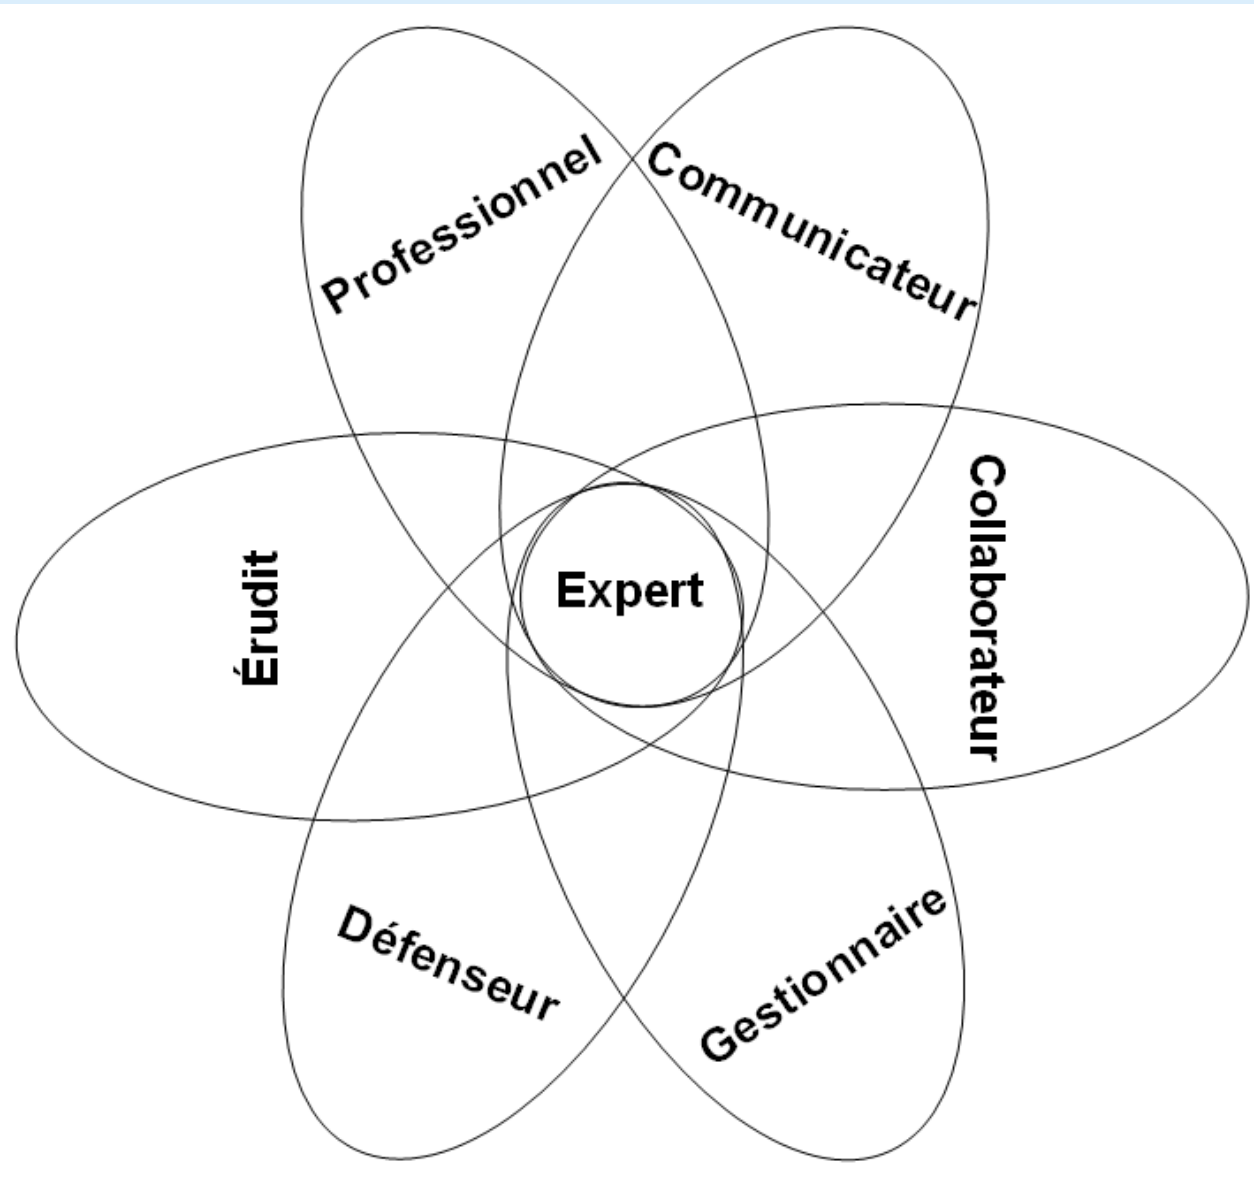 Professionnel
Communicateur
Collaborateur
Expert
Érudit
Défenseur
Gestionnaire